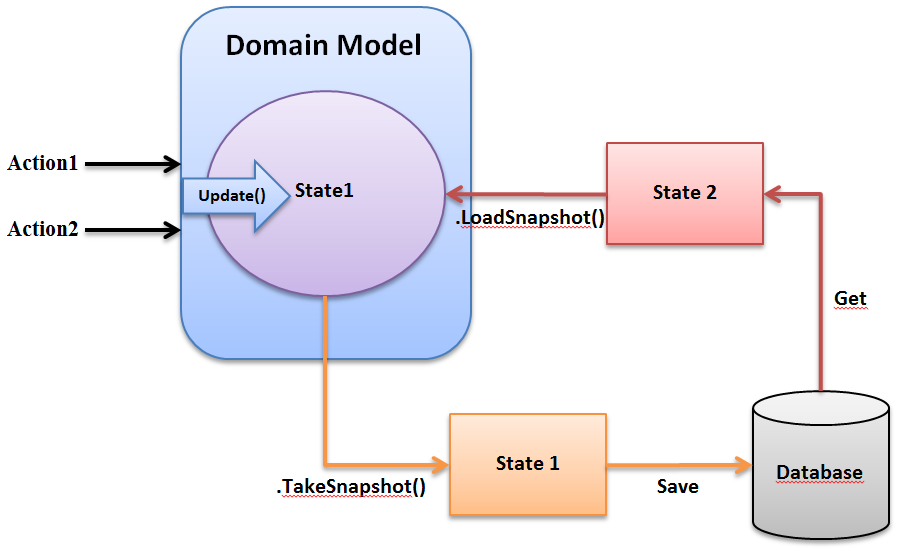 Domain Model
Action1
Update()
State1
State 2
Action2
.LoadSnapshot()
Get
State 1
Database
.TakeSnapshot()
Save